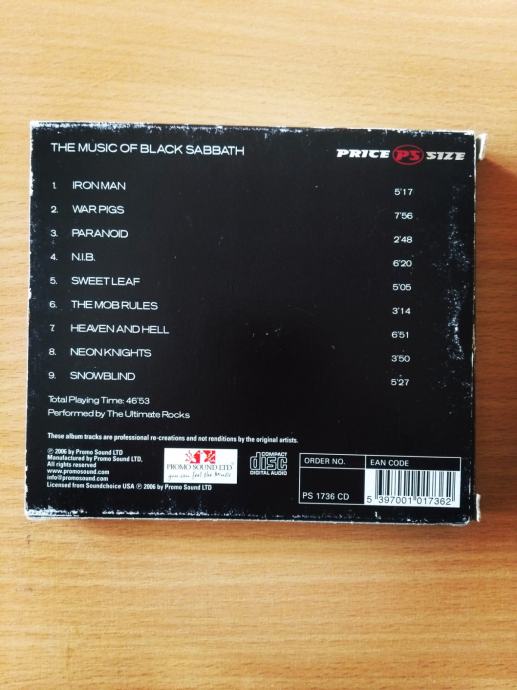 THE MUSIC OF BLACK SABBATH
PRICE PS SIZE
1. IRON MAN 5'17
2. WAR PIGS 7'56
3. PARANOID 2'48
4. N.I.B. 6'20
5. SWEET LEAF 5'05
6. THE MOB RULES 3'14
7. HEAVEN AND HELL 6'51
8. NEON KNIGHTS 3'50
9. SNOWBLIND 5'27
Total Playing Time: 46'53
Performed by The Ultimate Rocks
These album tracks are professional re-creations and not renditions by the original artists.
℗ 2006 by Promo Sound LTD
Manufactured by Promo Sound LTD.
All rights reserved
www.promosound.com
info@promosound.com
Licensed from Soundchoice USA ℗ 2006 by Promo Sound LTD
PROMO SOUND LTD
you can feel the Music
COMPACT
disc
DIGITAL AUDIO
ORDER NO. EAN CODE
PS 1736 CD
5 397001 017362